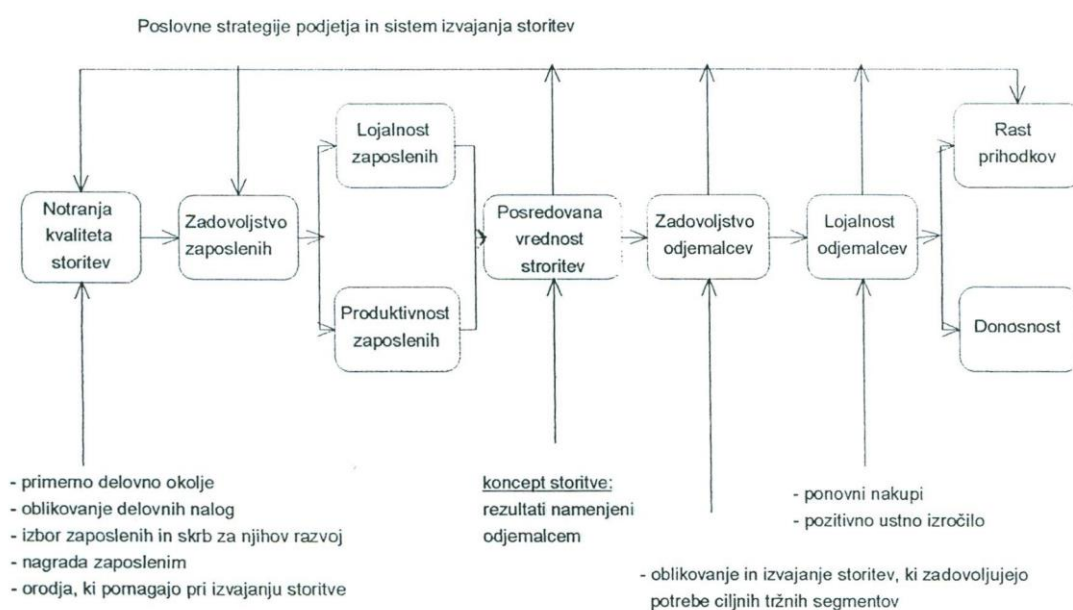 Poslovne strategije podjetja in sistem izvajanja storitev
Lojalnost
zaposlenih
Rast
prihodkov
Notranja
kvaliteta
storitev
Zadovoljstvo
zaposlenih
Posredovana
vrednost
stroritev
Zadovoljstvo
odjemalcev
Lojalnost
odjemalcev
Produktivnost
zaposlenih
Donosnost
- primerno delovno okolje
- oblikovanje delovnih nalog
- izbor zaposlenih in skrb za njihov razvoj
- nagrada zaposlenim
- orodja, ki pomagajo pri izvajanju storitve
koncept storitve:
rezultati namenjeni
odjemalcem
- ponovni nakupi
- pozitivno ustno izročilo
- oblikovanje in izvajanje storitev, ki zadovoljujejo
potrebe ciljnih tržnih segmentov